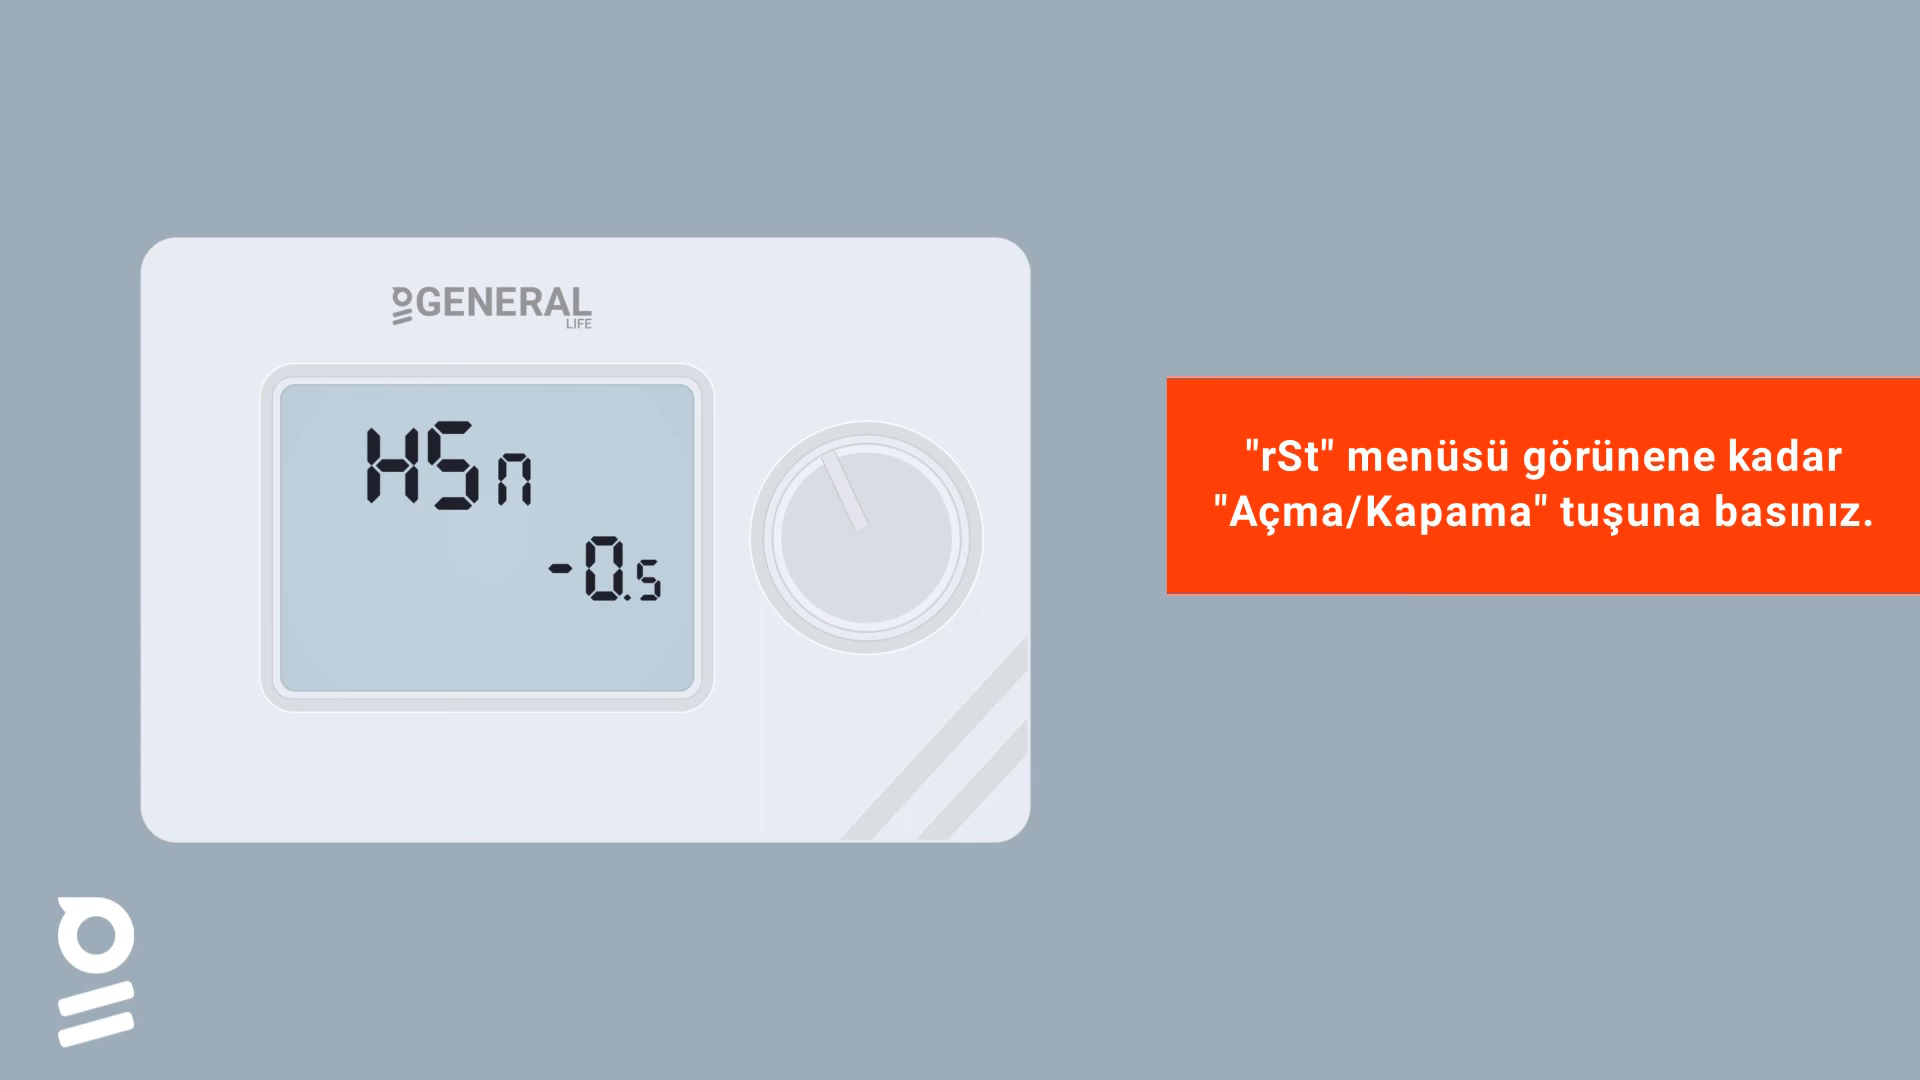 GENERAL
LIFE
HSn
-0.5
"rSt" menüsü görünene kadar
"Açma/Kapama" tuşuna basınız.